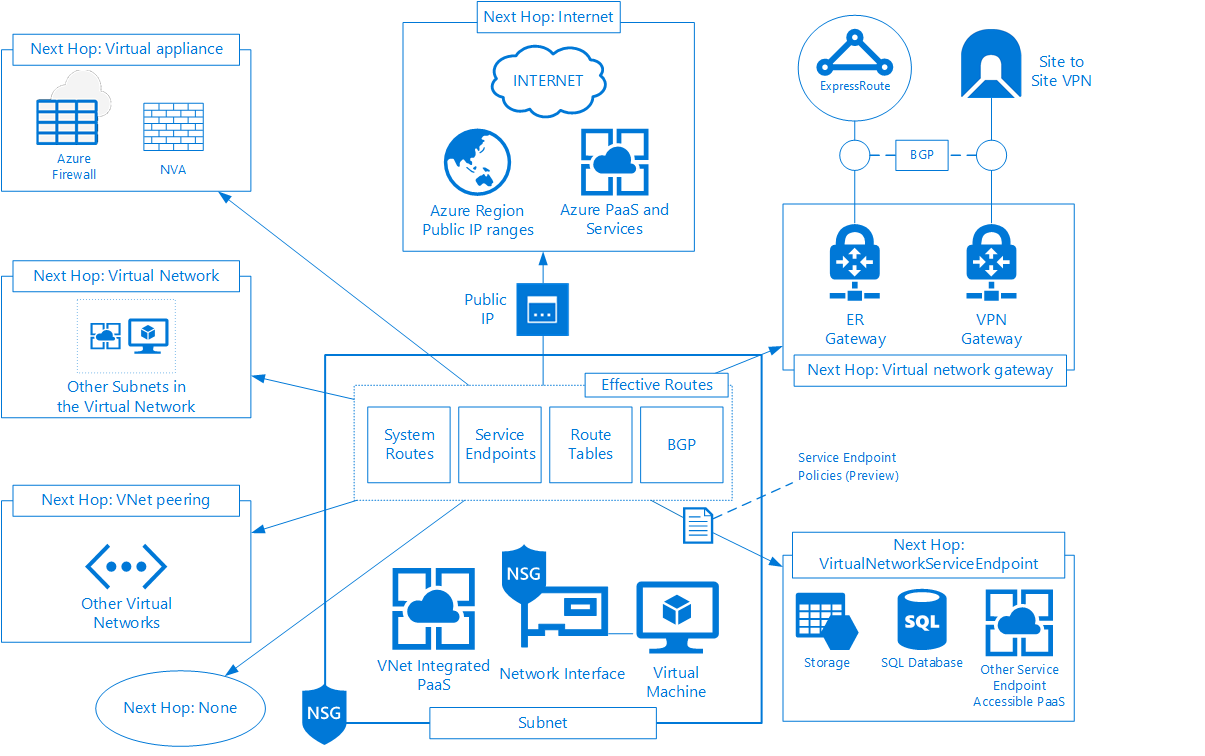 Next Hop: Internet
Next Hop: Virtual appliance
INTERNET
ExpressRoute
Site to
Site VPN
Azure
Firewall
NVA
BGP
Azure Region
Public IP ranges
Azure PaaS and
Services
Next Hop: Virtual Network
Public
IP
ER
Gateway
VPN
Gateway
Other Subnets in
the Virtual Network
Effective Routes
Next Hop: Virtual network gateway
System
Routes
Service
Endpoints
Route
Tables
BGP
Service Endpoint
Policies (Preview)
Next Hop: VNet peering
Other Virtual
Networks
Next Hop:
VirtualNetworkServiceEndpoint
NSG
SQL
VNet Integrated
PaaS
Network Interface
Virtual
Machine
Storage
SQL Database
Other Service
Endpoint
Accessible PaaS
Next Hop: None
NSG
Subnet